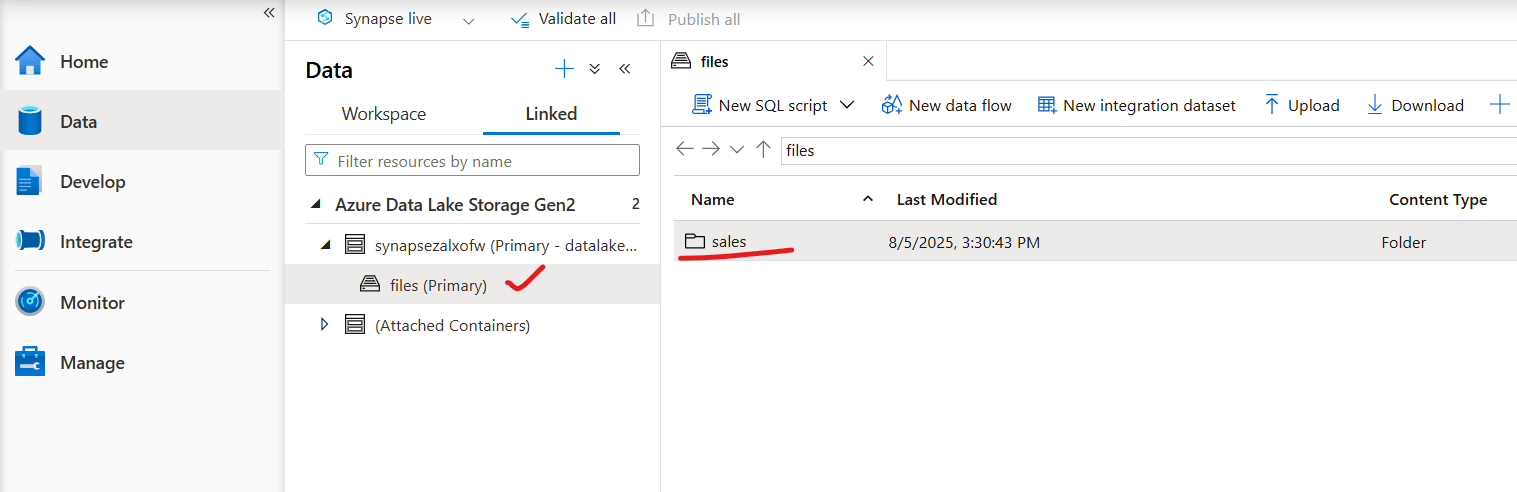 Home
Data
Develop
Integrate
Monitor
Manage
Synapse live
Validate all
Publish all
Data
Workspace
Linked
Filter resources by name
Azure Data Lake Storage Gen2 2
synapsezalxofw (Primary - datalake...
files (Primary)
(Attached Containers)
files
New SQL script
New data flow
New integration dataset
Upload
Download
files
Name Last Modified Content Type
sales 8/5/2025, 3:30:43 PM Folder